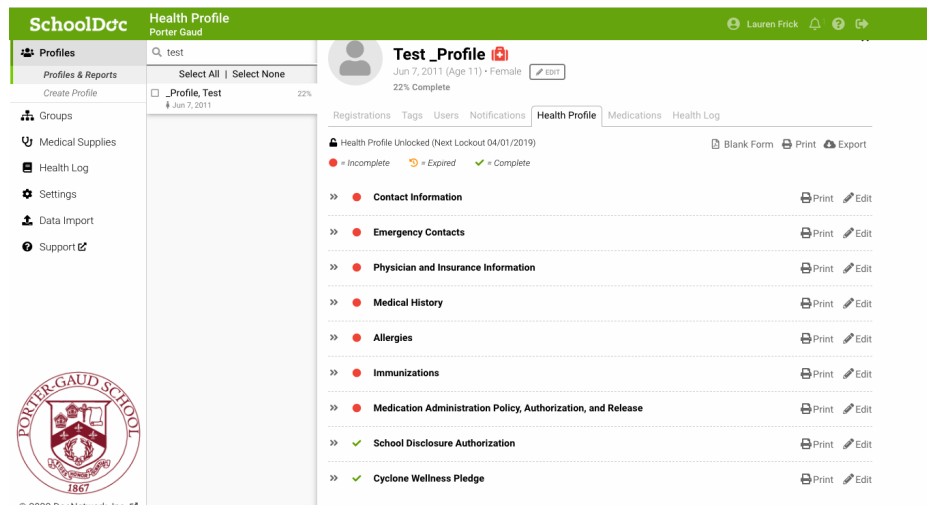 SchoolDoc
Health Profile
Porter Gaud
Lauren Frick
Profiles
Profiles & Reports
Create Profile
Groups
Medical Supplies
Health Log
Settings
Data Import
Support
PORTER-GAUD SCHOOL
1867
test
Select All | Select None
_Profile, Test 22%
Jun 7, 2011
Test _Profile
Jun 7, 2011 (Age 11) • Female EDIT
22% Complete
Registrations Tags Users Notifications Health Profile Medications Health Log
Health Profile Unlocked (Next Lockout 04/01/2019) Blank Form Print Export
= Incomplete = Expired = Complete
Contact Information Print Edit
Emergency Contacts Print Edit
Physician and Insurance Information Print Edit
Medical History Print Edit
Allergies Print Edit
Immunizations Print Edit
Medication Administration Policy, Authorization, and Release Print Edit
School Disclosure Authorization Print Edit
Cyclone Wellness Pledge Print Edit